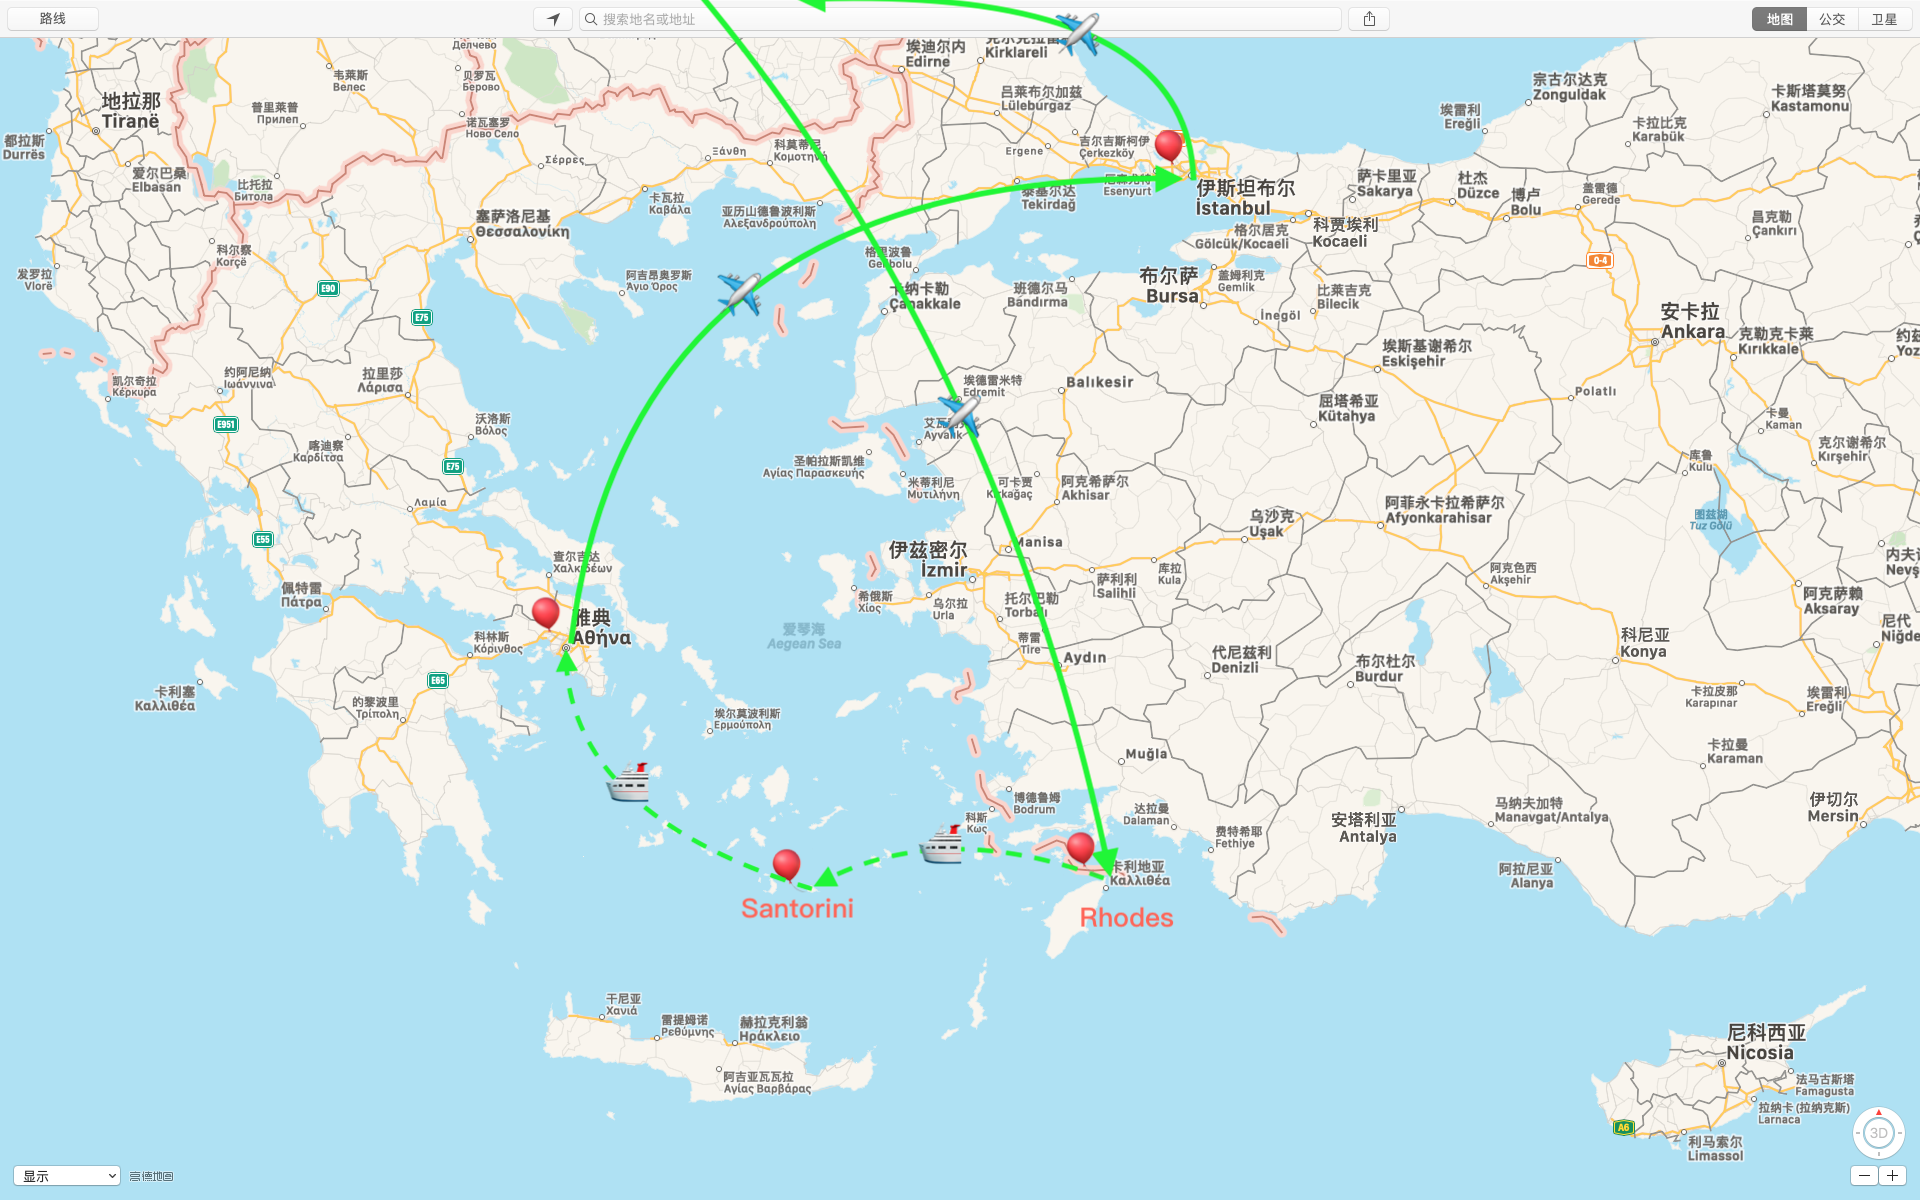 路线
搜索地名或地址
地图
公交
卫星
Делчево
韦莱斯
Велес
贝罗瓦
Берово
埃迪尔内
Edirne
Kırklareli
宗古尔达克
Zonguldak
卡斯塔莫努
Kastamonu
地拉那
Tiranë
普里莱普
Прилеп
诺瓦塞罗
Ново Село
吕莱布尔加兹
Lüleburgaz
埃雷利
Ereğli
卡拉比克
Karabük
都拉斯
Durrës
爱尔巴桑
Elbasan
比托拉
Битола
Σέρρες
Ξάνθη
科莫蒂尼
Κομοτηνή
Ergene
吉尔吉斯柯伊
Çerkezköy
Esenyurt
泰基尔达
Tekirdağ
伊斯坦布尔
İstanbul
萨卡里亚
Sakarya
杜杰
Düzce
博卢
Bolu
盖雷德
Gerede
昌克勒
Çankırı
塞萨洛尼基
Θεσσαλονίκη
卡瓦拉
Καβάλα
亚历山德鲁波利斯
Αλεξανδρούπολη
格尔居克
Gölcük/Kocaeli
科贾埃利
Kocaeli
科尔察
Korçë
发罗拉
Vlorë
阿吉昂奥罗斯
Άγιο Όρος
格里波鲁
Gelibolu
卡纳卡勒
Çanakkale
班德尔马
Bandırma
布尔萨
Bursa
盖姆利克
Gemlik
比莱吉克
Bilecik
İnegöl
O-4
E90
E75
安卡拉
Ankara
克勒克卡莱
Kırıkkale
约兹
Yoz
埃斯基谢希尔
Eskişehir
凯尔奇拉
Κέρκυρα
约阿尼纳
Ιωάννινα
拉里莎
Λάρισα
埃德雷米特
Edremit
Balıkesir
Polatlı
屈塔希亚
Kütahya
卡曼
Kaman
E951
沃洛斯
Βόλος
喀迪察
Καρδίτσα
E75
Ayvalık
圣帕拉斯凯维
Αγίας Παρασκευής
米蒂利尼
Μυτιλήνη
可卡贾
Kırkağaç
阿克希萨尔
Akhisar
克尔谢希尔
Kırşehir
库鲁
Kulu
Λαμία
E55
乌沙克
Uşak
阿菲永卡拉希萨尔
Afyonkarahisar
图兹湖
Tuz Gölü
查尔吉达
Χαλκιδέων
伊兹密尔
İzmir
Manisa
库拉
Kula
萨利利
Salihli
阿克色西
Akşehir
内夫谢
Nevş
佩特雷
Πάτρα
希俄斯
Χίος
乌尔拉
Urla
托尔巴勒
Torbalı
阿克萨赖
Aksaray
雅典
Αθήνα
科林斯
Κόρινθος
爱琴海
Aegean Sea
蒂雷
Tire
Aydın
代尼兹利
Denizli
布尔杜尔
Burdur
科尼亚
Konya
尼代
Niğde
卡利塞
Καλλιθέα
E65
的黎波里
Τρίπολη
埃尔莫波利斯
Ερμούπολη
卡拉皮那
Karapınar
埃雷利
Ereğli
Muğla
卡拉曼
Karaman
博德鲁姆
Bodrum
达拉曼
Dalaman
科斯
Κως
费特希耶
Fethiye
安塔利亚
Antalya
马纳夫加特
Manavgat/Antalya
伊切尔
Mersin
卡利地亚
Καλλιθέα
阿拉尼亚
Alanya
Santorini
Rhodes
干尼亚
Χανιά
雷提姆诺
Ρεθύμνης
赫拉克利翁
Ηράκλειο
阿吉亚瓦瓦拉
Αγίας Βαρβάρας
尼科西亚
Nicosia
法马古斯塔
Famagusta
拉纳卡 (拉纳克斯)
Larnaca
A6
利马索尔
Limassol
3D
显示
高德地图